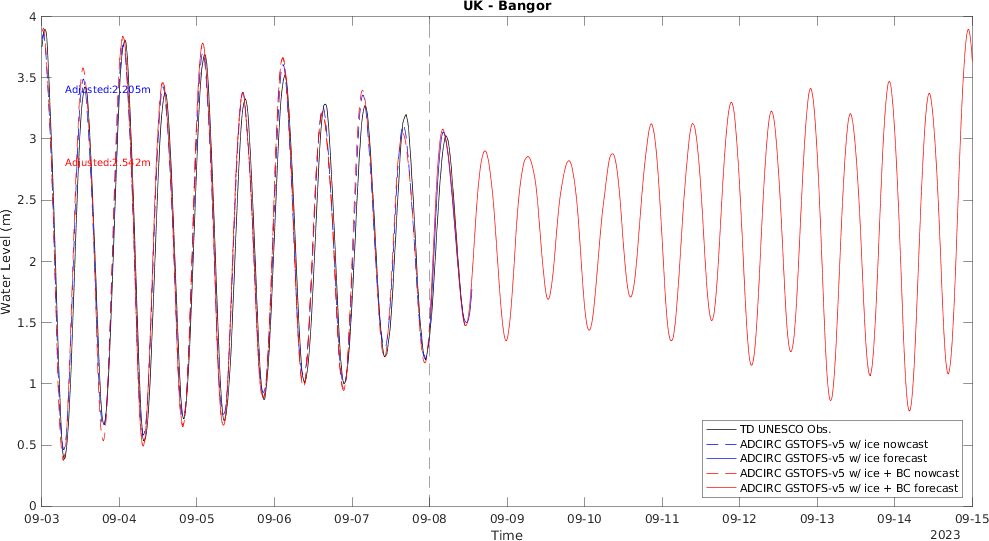 UK - Bangor
4
3.5
3
2.5
2
1.5
1
0.5
0
Water Level (m)
Adjusted:2.205m
Adjusted:2.542m
TD UNESCO Obs.
ADCIRC GSTOFS-v5 w/ ice nowcast
ADCIRC GSTOFS-v5 w/ ice forecast
ADCIRC GSTOFS-v5 w/ ice + BC nowcast
ADCIRC GSTOFS-v5 w/ ice + BC forecast
09-03 09-04 09-05 09-06 09-07 09-08 09-09 09-10 09-11 09-12 09-13 09-14 09-15
Time
2023